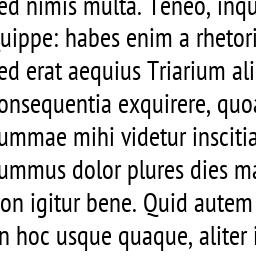 ed nimis multa. Teneo, inqu
uippe: habes enim a rhetori
ed erat aequius Triarium ali
onsequentia exquirere, quoa
ummae mihi videtur inscitia
ummus dolor plures dies ma
on igitur bene. Quid autem
n hoc usque quaque, aliter i